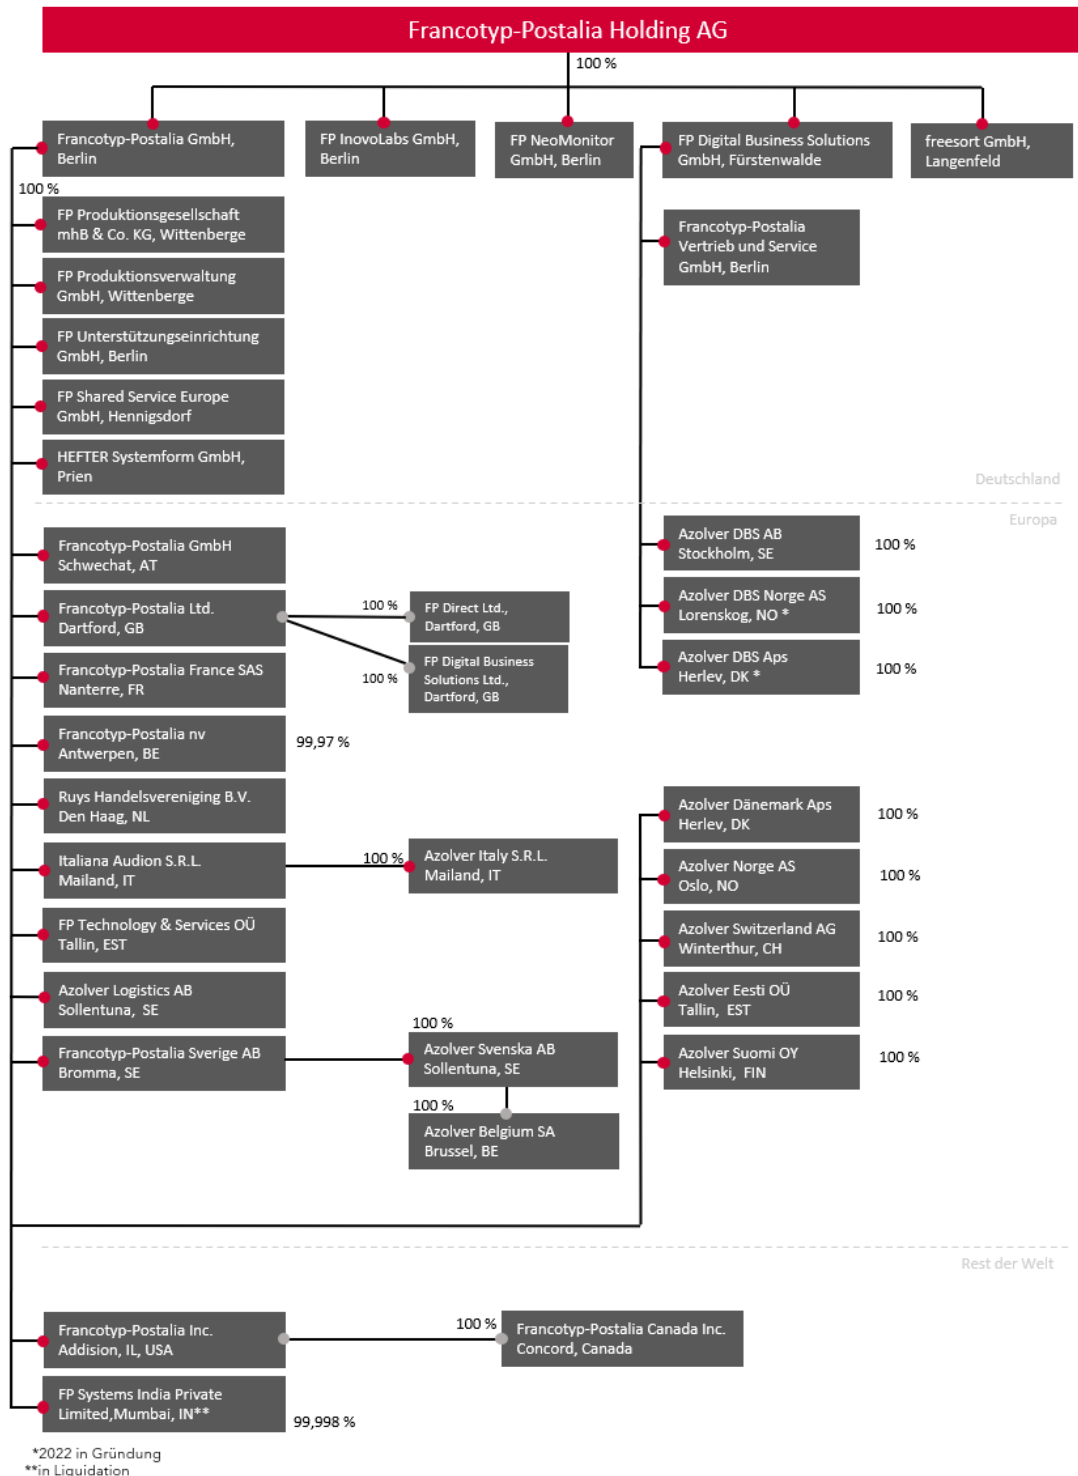 Francotyp-Postalia Holding AG
100 %
Francotyp-Postalia GmbH,
Berlin
FP InovoLabs GmbH,
Berlin
FP NeoMonitor
GmbH, Berlin
FP Digital Business Solutions
GmbH, Fürstenwalde
freesort GmbH,
Langenfeld
100 %
FP Produktionsgesellschaft
mhB & Co. KG, Wittenberge
Francotyp-Postalia
Vertrieb und Service
GmbH, Berlin
FP Produktionsverwaltung
GmbH, Wittenberge
FP Unterstützungseinrichtung
GmbH, Berlin
FP Shared Service Europe
GmbH, Hennigsdorf
HEFTER Systemform GmbH,
Prien
Deutschland
Europa
Francotyp-Postalia GmbH
Schwechat, AT
Azolver DBS AB
Stockholm, SE
100 %
Francotyp-Postalia Ltd.
Dartford, GB
100 %
FP Direct Ltd.,
Dartford, GB
Azolver DBS Norge AS
Lorenskog, NO *
100 %
Francotyp-Postalia France SAS
Nanterre, FR
100 %
FP Digital Business
Solutions Ltd.,
Dartford, GB
Azolver DBS Aps
Herlev, DK *
100 %
Francotyp-Postalia nv
Antwerpen, BE
99,97 %
Ruys Handelsvereniging B.V.
Den Haag, NL
Azolver Dänemark Aps
Herlev, DK
100 %
Italiana Audion S.R.L.
Mailand, IT
100 %
Azolver Italy S.R.L.
Mailand, IT
Azolver Norge AS
Oslo, NO
100 %
FP Technology & Services OÜ
Tallin, EST
Azolver Switzerland AG
Winterthur, CH
100 %
Azolver Logistics AB
Sollentuna, SE
Azolver Eesti OÜ
Tallin, EST
100 %
Francotyp-Postalia Sverige AB
Bromma, SE
100 %
Azolver Svenska AB
Sollentuna, SE
Azolver Suomi OY
Helsinki, FIN
100 %
100 %
Azolver Belgium SA
Brussel, BE
Rest der Welt
Francotyp-Postalia Inc.
Addision, IL, USA
100 %
Francotyp-Postalia Canada Inc.
Concord, Canada
FP Systems India Private
Limited,Mumbai, IN**
99,998 %
*2022 in Gründung
**in Liquidation